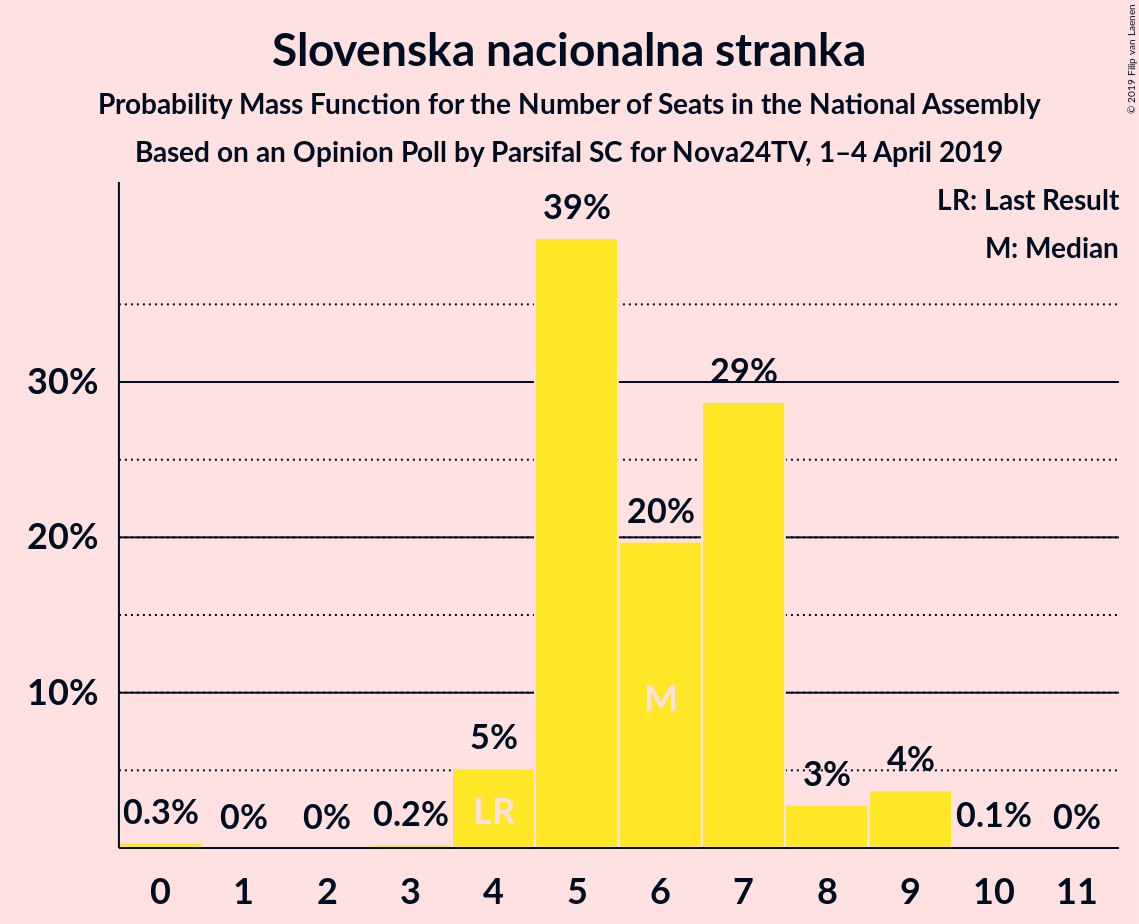 Slovenska nacionalna stranka
Probability Mass Function for the Number of Seats in the National Assembly
Based on an Opinion Poll by Parsifal SC for Nova24TV, 1–4 April 2019
© 2019 Filip van Laenen
LR: Last Result
M: Median
39%
30%
29%
20%
20%
10%
M
5%
4%
3%
LR
0.3%
0%
0%
0.2%
0.1%
0%
0 1 2 3 4 5 6 7 8 9 10 11